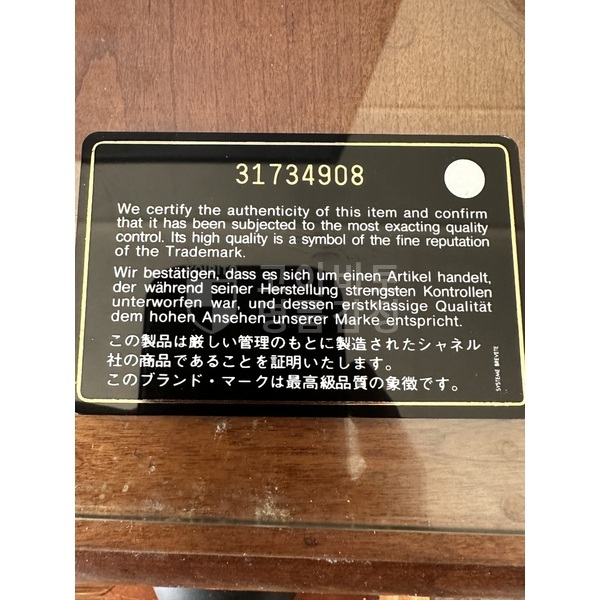 31734908
We certify the authenticity of this item and confirm
that it has been subjected to the most exacting quality
control. Its high quality is a symbol of the fine reputation
of the Trademark.
Wir bestätigen, dass es sich um einen Artikel handelt,
der während seiner Herstellung strengsten Kontrollen
unterworfen war, und dessen erstklassige Qualität
dem hohen Ansehen unserer Marke entspricht.
この製品は厳しい管理のもとに製造されたシャネル
社の商品であることを証明いたします。
このブランド・マークは最高級品質の象徴です。
SYSTEME BREVETE